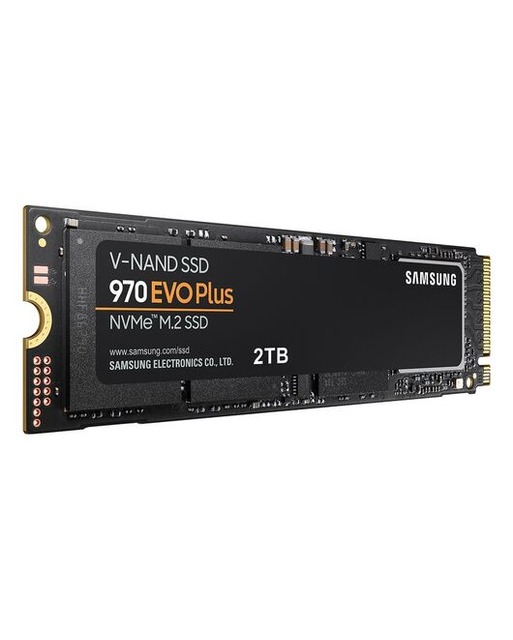 V-NAND SSD
970 EVO Plus
NVMe™ M.2 SSD
www.samsung.com/ssd
SAMSUNG ELECTRONICS CO., LTD.
2TB
SAMSUNG